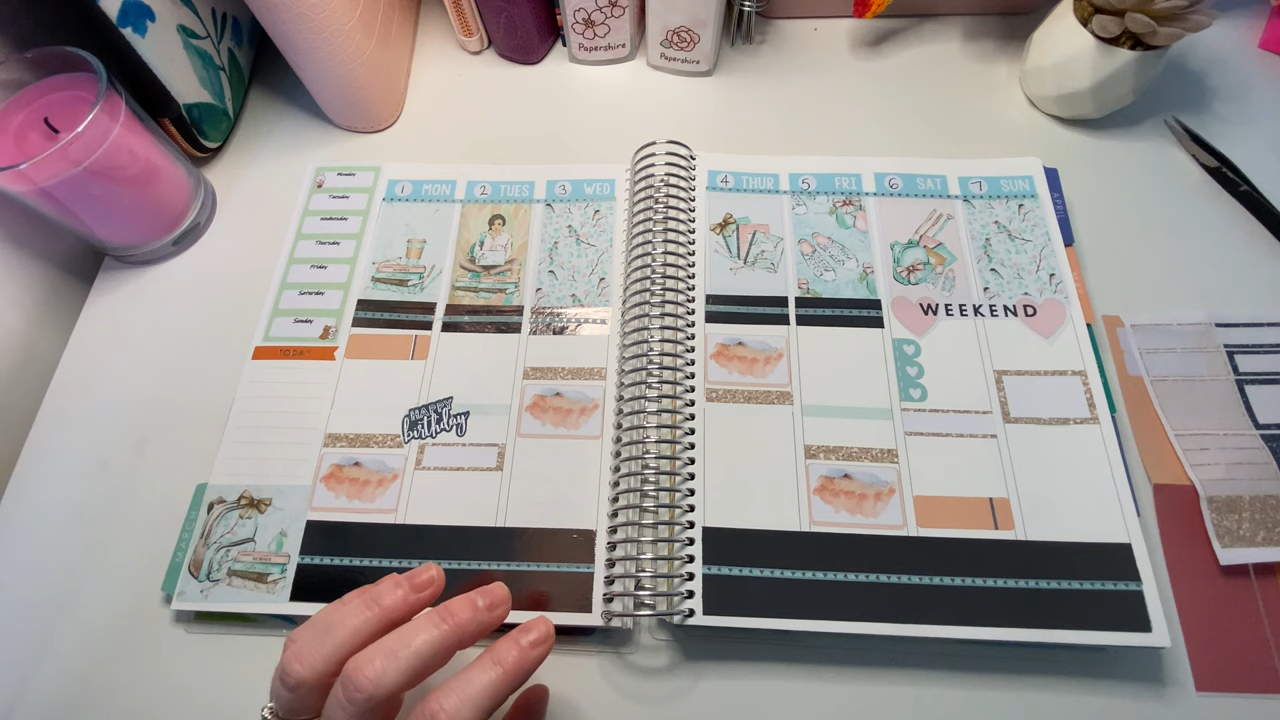 Papershire
Papershire
Monday
Tuesday
Wednesday
Thursday
Friday
Saturday
Sunday
TODAY
1 MON
2 TUES
3 WED
4 THUR
5 FRI
6 SAT
7 SUN
WEEKEND
HAPPY
birthday
MARCH
APRIL